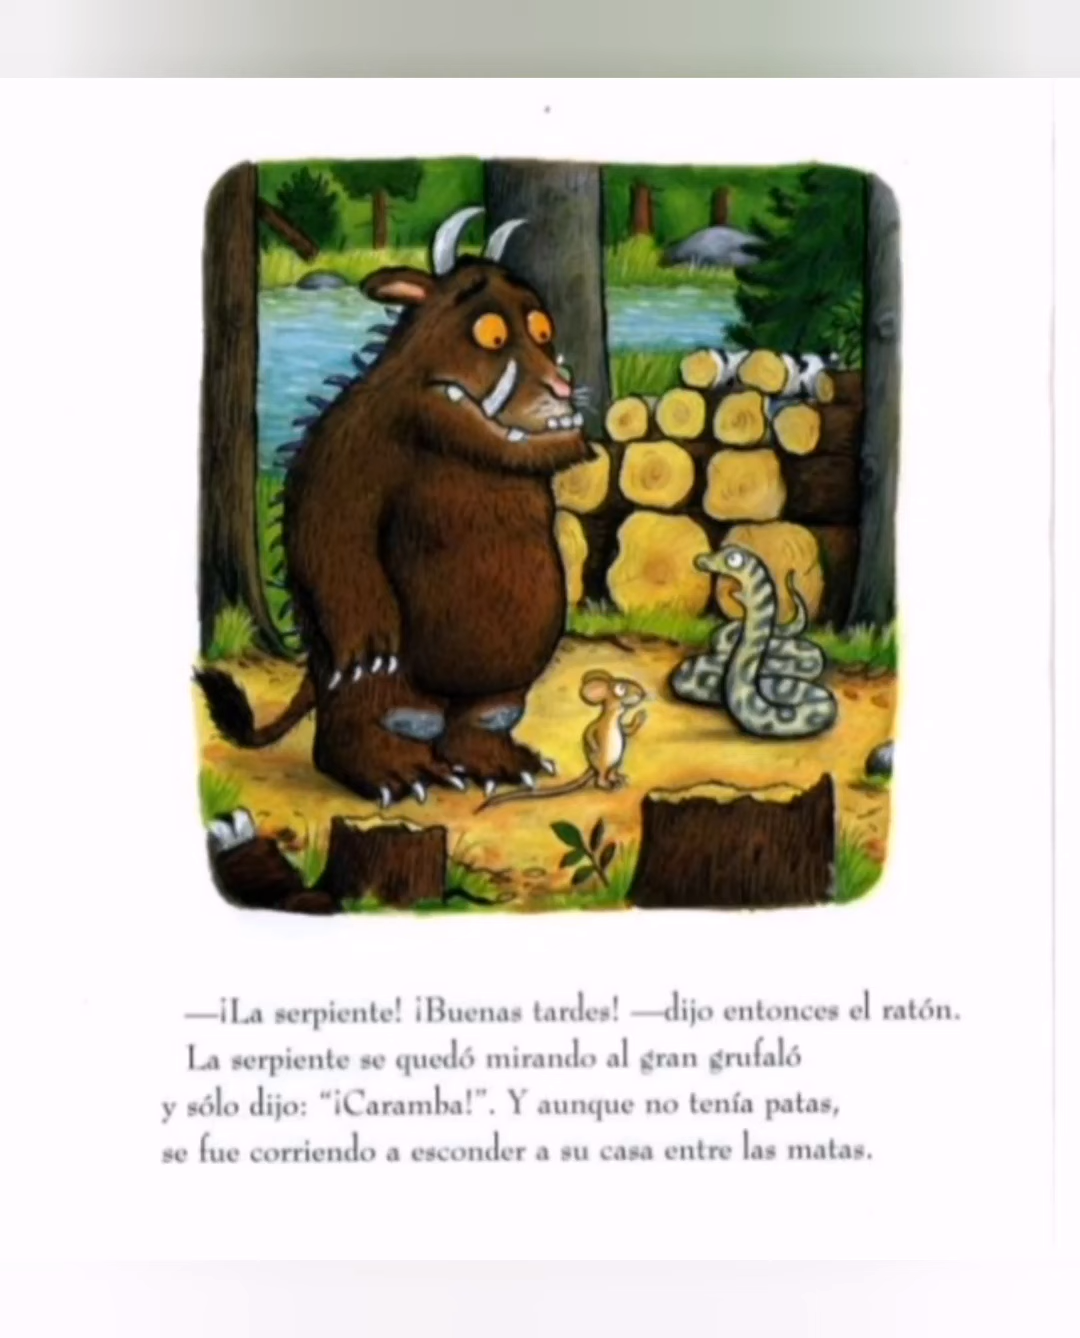 —¡La serpiente! ¡Buenas tardes! —dijo entonces el ratón.
La serpiente se quedó mirando al gran grufaló
y sólo dijo: “¡Caramba!”. Y aunque no tenía patas,
se fue corriendo a esconder a su casa entre las matas.